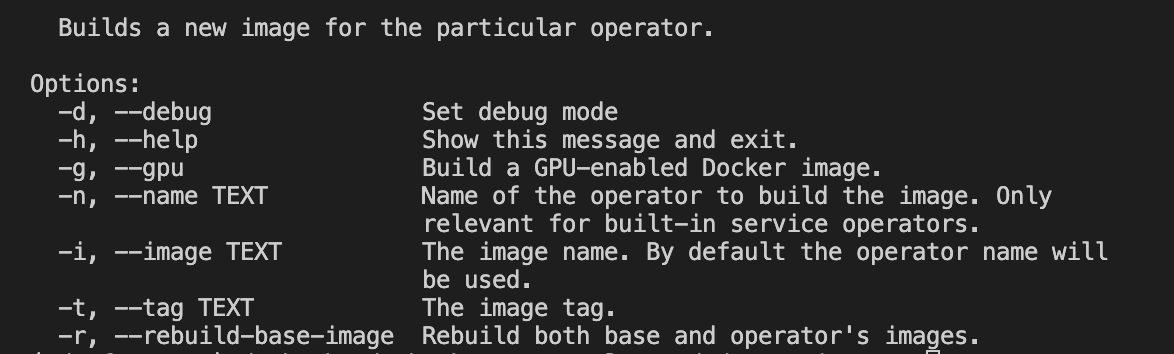 Builds a new image for the particular operator.
Options:
-d, --debug Set debug mode
-h, --help Show this message and exit.
-g, --gpu Build a GPU-enabled Docker image.
-n, --name TEXT Name of the operator to build the image. Only
relevant for built-in service operators.
-i, --image TEXT The image name. By default the operator name will
be used.
-t, --tag TEXT The image tag.
-r, --rebuild-base-image Rebuild both base and operator's images.